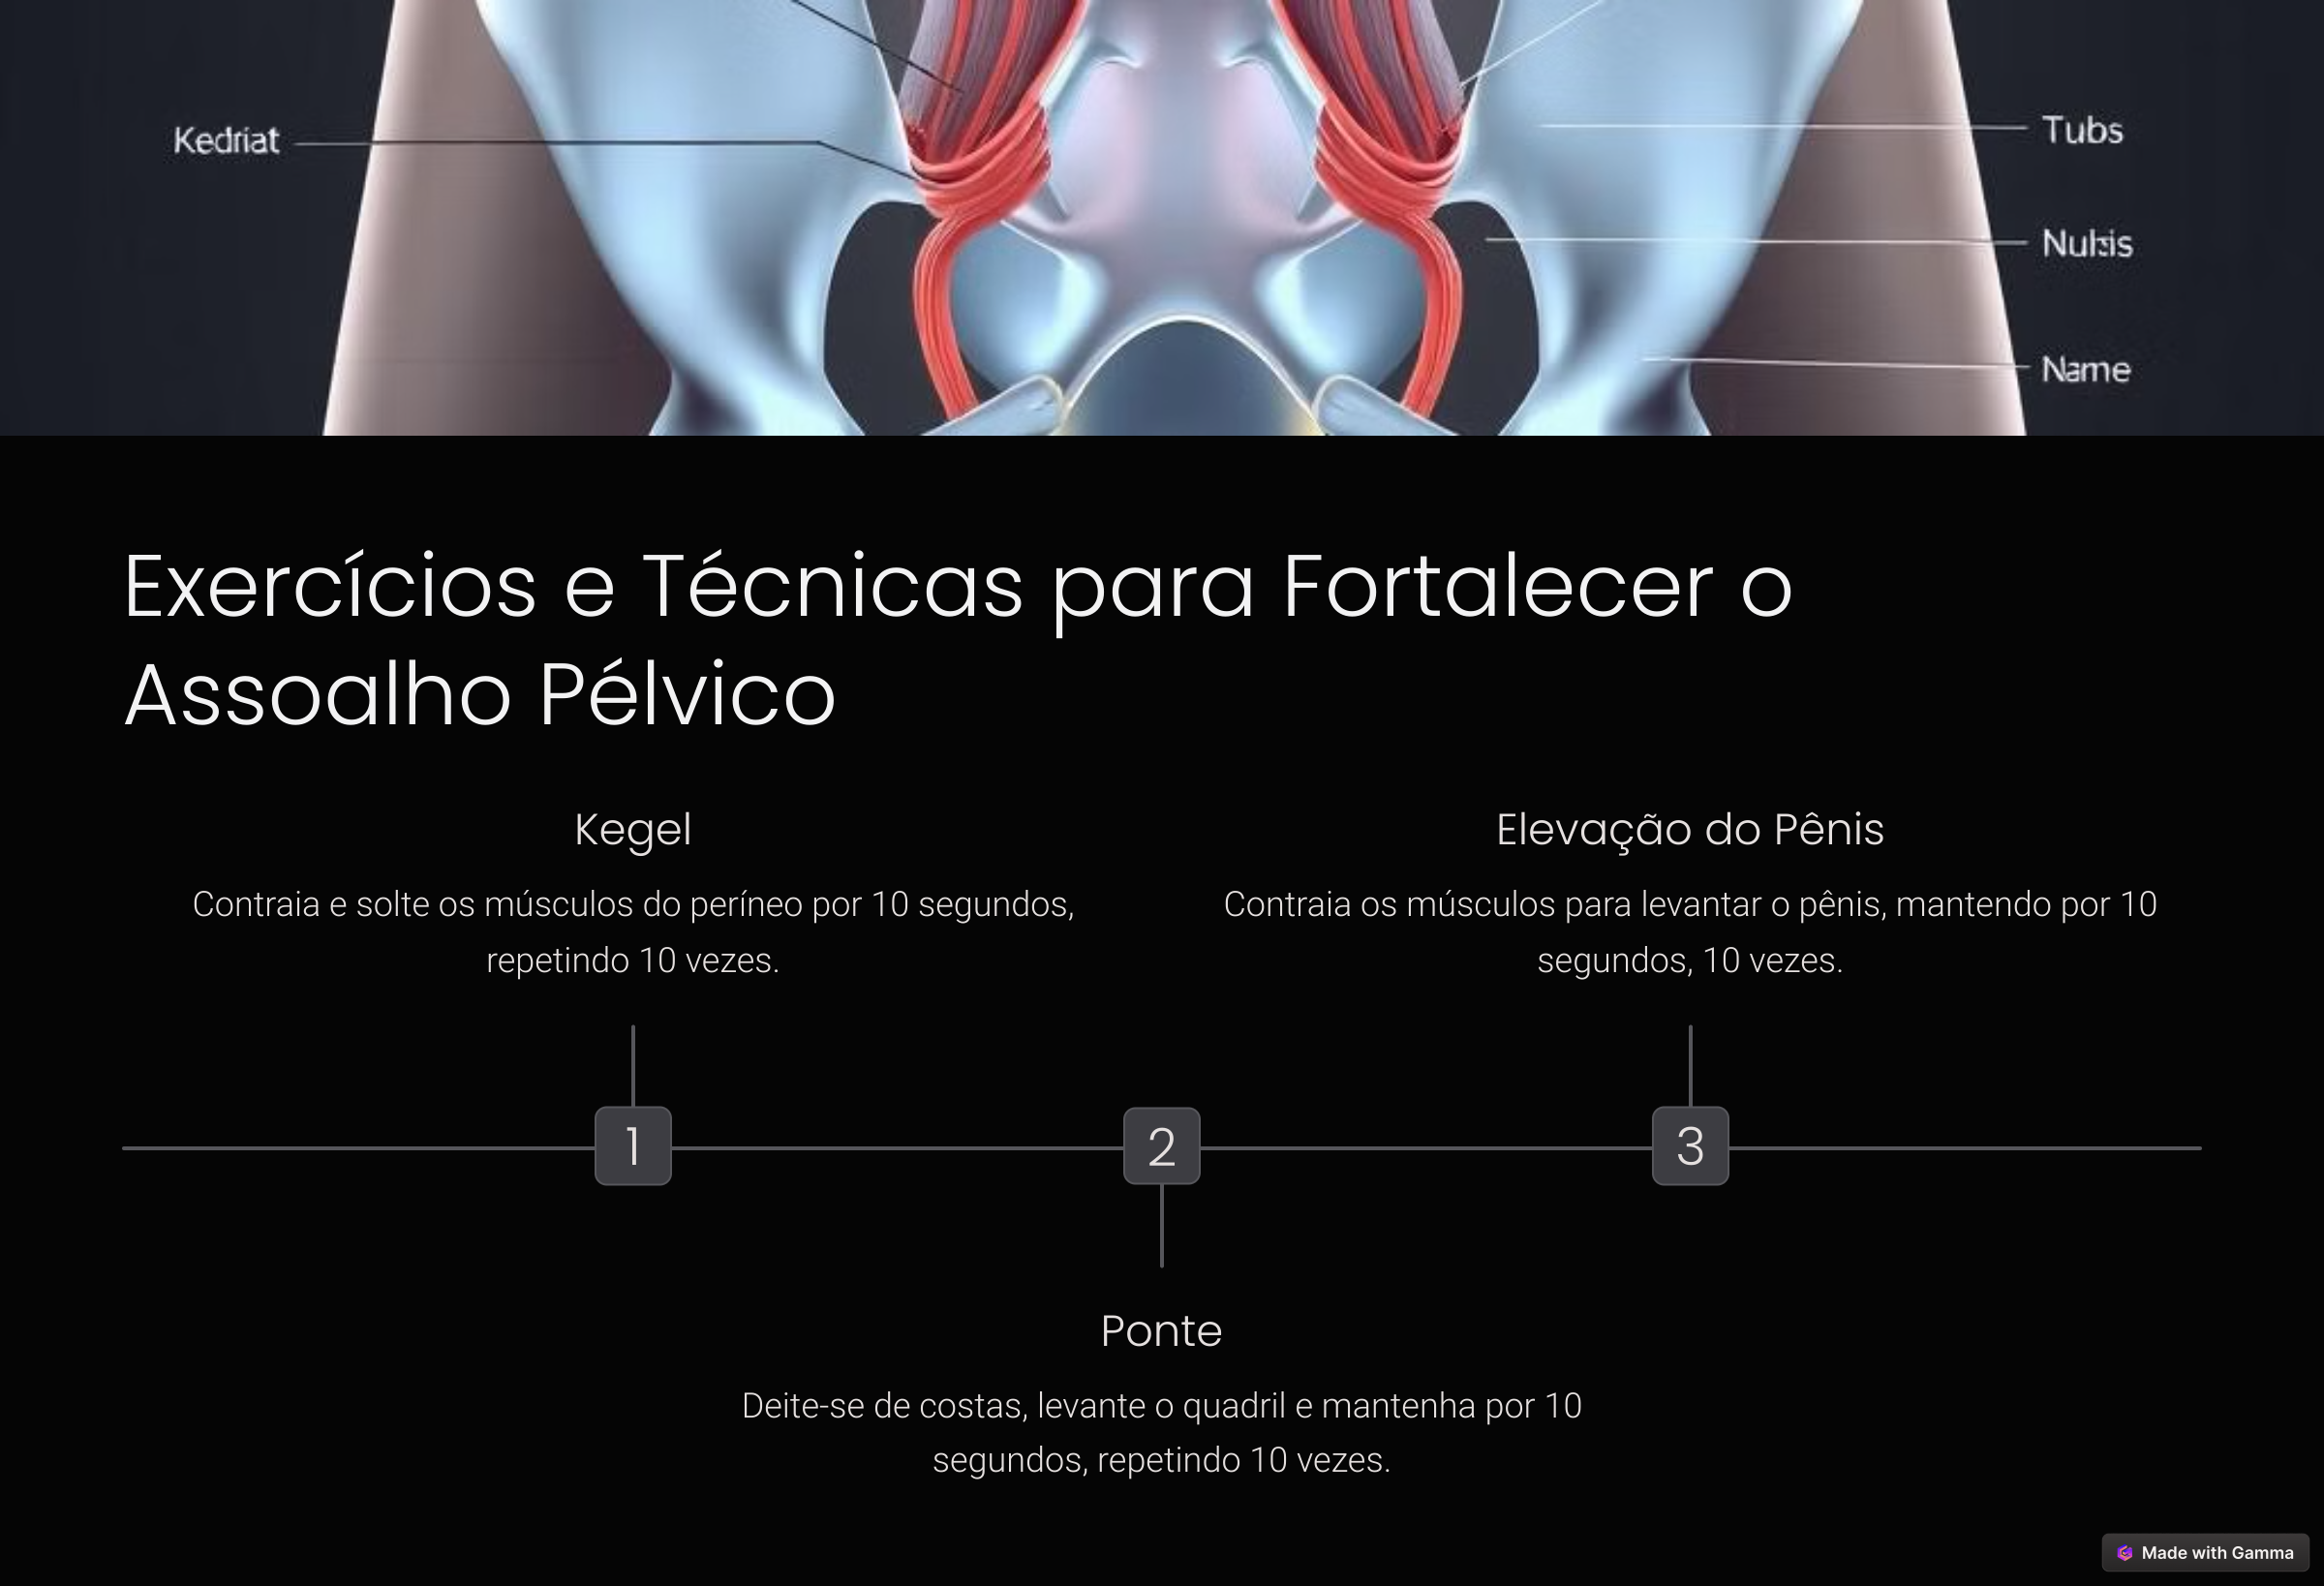 Kedriat
Tubs
Name
Exercícios e Técnicas para Fortalecer o
Assoalho Pélvico
Kegel
Contraia e solte os músculos do períneo por 10 segundos,
repetindo 10 vezes.
Elevação do Pênis
Contraia os músculos para levantar o pênis, mantendo por 10
segundos, 10 vezes.
1
2
3
Ponte
Deite-se de costas, levante o quadril e mantenha por 10
segundos, repetindo 10 vezes.
Made with Gamma